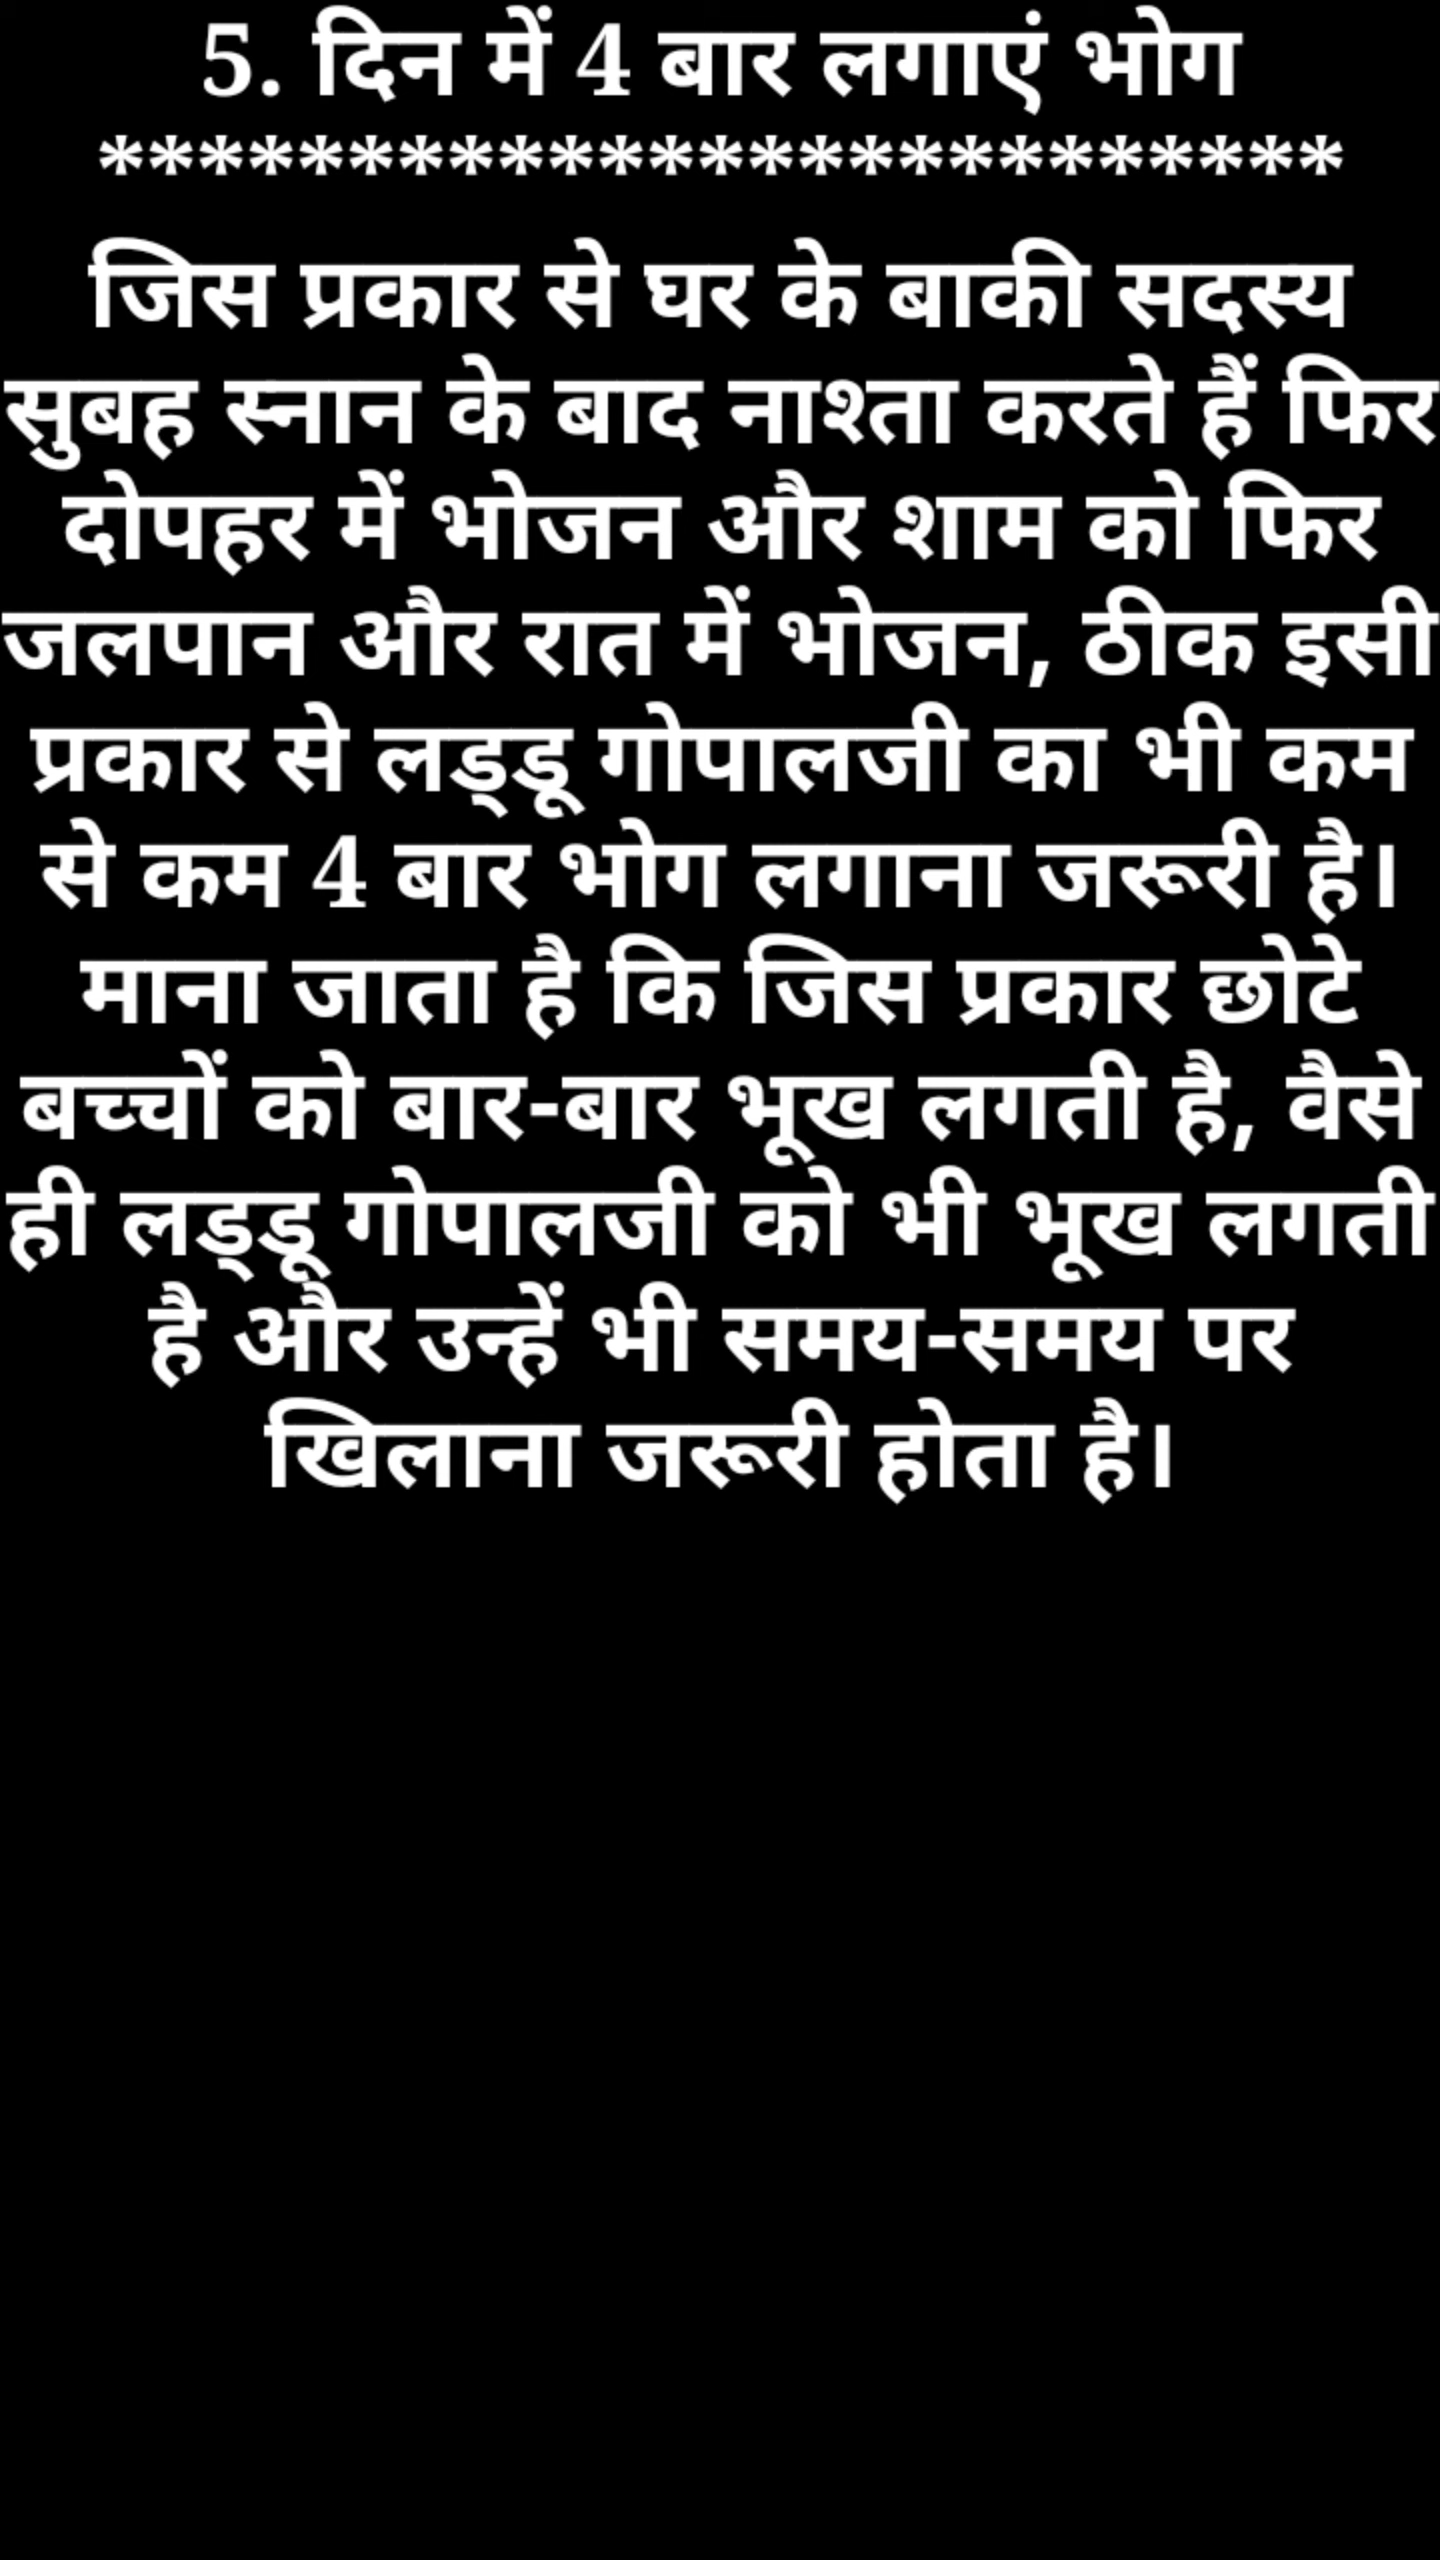 5. दिन में 4 बार लगाएं भोग
*************************
जिस प्रकार से घर के बाकी सदस्य
सुबह स्नान के बाद नाश्ता करते हैं फिर
दोपहर में भोजन और शाम को फिर
जलपान और रात में भोजन, ठीक इसी
प्रकार से लड्‌डू गोपालजी का भी कम
से कम 4 बार भोग लगाना जरूरी है।
माना जाता है कि जिस प्रकार छोटे
बच्चों को बार-बार भूख लगती है, वैसे
ही लड्‌डू गोपालजी को भी भूख लगती
है और उन्हें भी समय-समय पर
खिलाना जरूरी होता है।